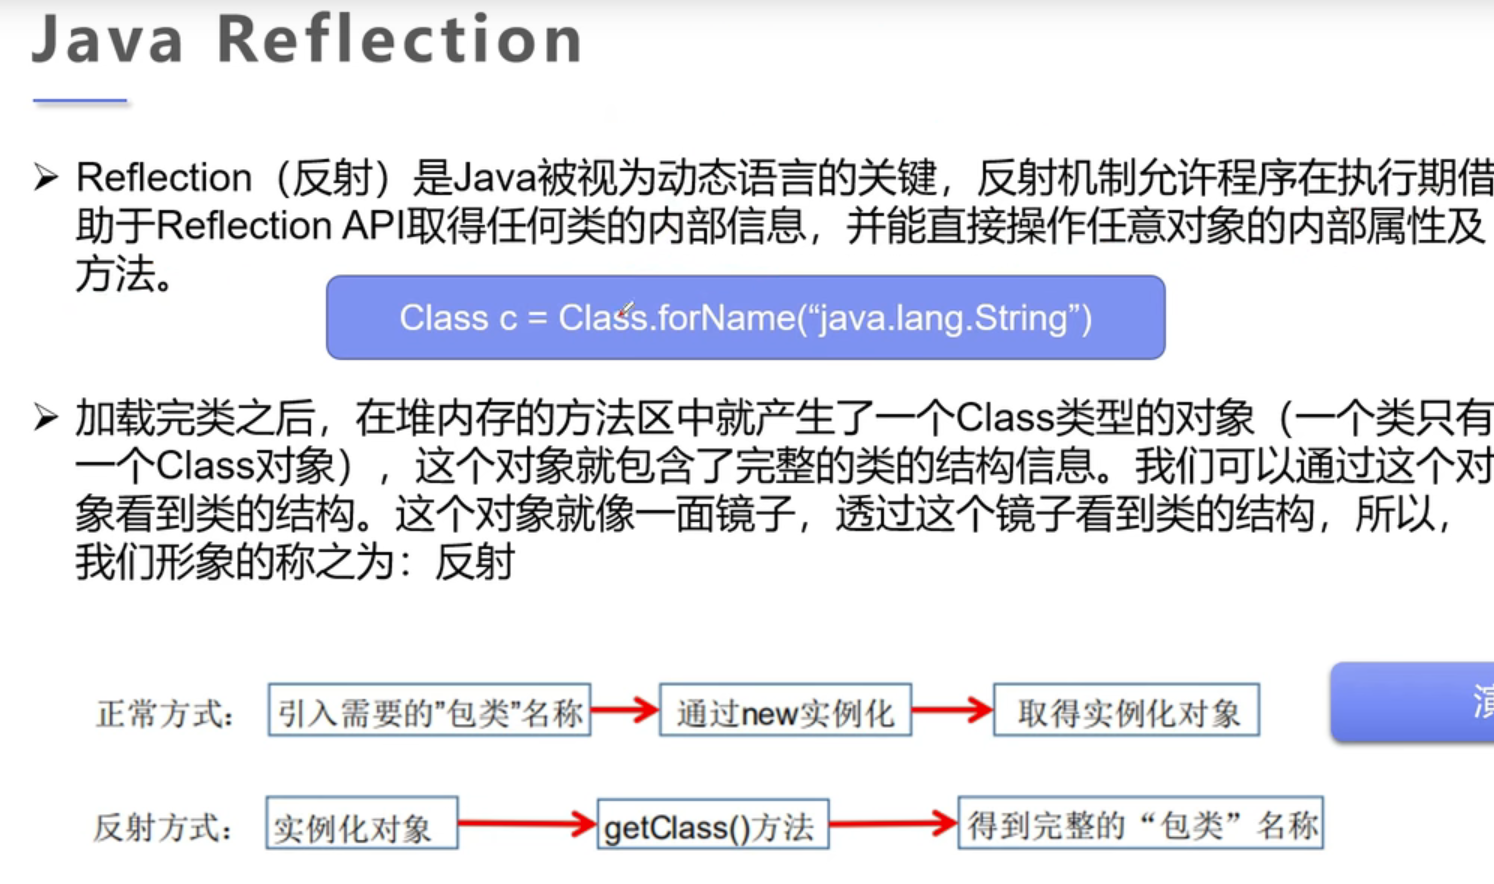 Java Reflection
Reflection（反射）是Java被视为动态语言的关键，反射机制允许程序在执行期借
助于Reflection API取得任何类的内部信息，并能直接操作任意对象的内部属性及
方法。
Class c = Class.forName(“java.lang.String”)
加载完类之后，在堆内存的方法区中就产生了一个Class类型的对象（一个类只有
一个Class对象），这个对象就包含了完整的类的结构信息。我们可以通过这个对
象看到类的结构。这个对象就像一面镜子，透过这个镜子看到类的结构，所以，
我们形象的称之为：反射
正常方式： 引入需要的”包类”名称 通过new实例化 取得实例化对象
反射方式： 实例化对象 getClass()方法 得到完整的“包类”名称